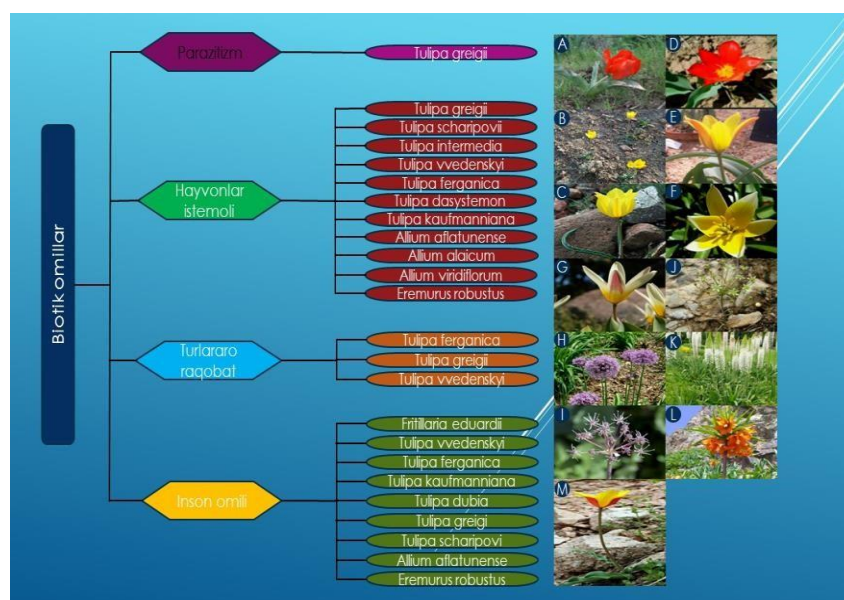 Biotik omillar
Parazitizm
Tulipa greigii
Hayvonlar
istemoli
Tulipa greigii
Tulipa scharipovii
Tulipa intermedia
Tulipa vvedenskyi
Tulipa ferganica
Tulipa dasystemon
Tulipa kaufmanniana
Allium aflatunense
Allium alaicum
Allium viridiflorum
Eremurus robustus
Turlararo
raqobat
Tulipa ferganica
Tulipa greigii
Tulipa vvedenskyi
Inson omili
Fritillaria eduardii
Tulipa vvedenskyi
Tulipa ferganica
Tulipa kaufmanniana
Tulipa dubia
Tulipa greigi
Tulipa scharipovi
Allium aflatunense
Eremurus robustus
A
D
B
E
C
F
G
J
H
K
I
L
M